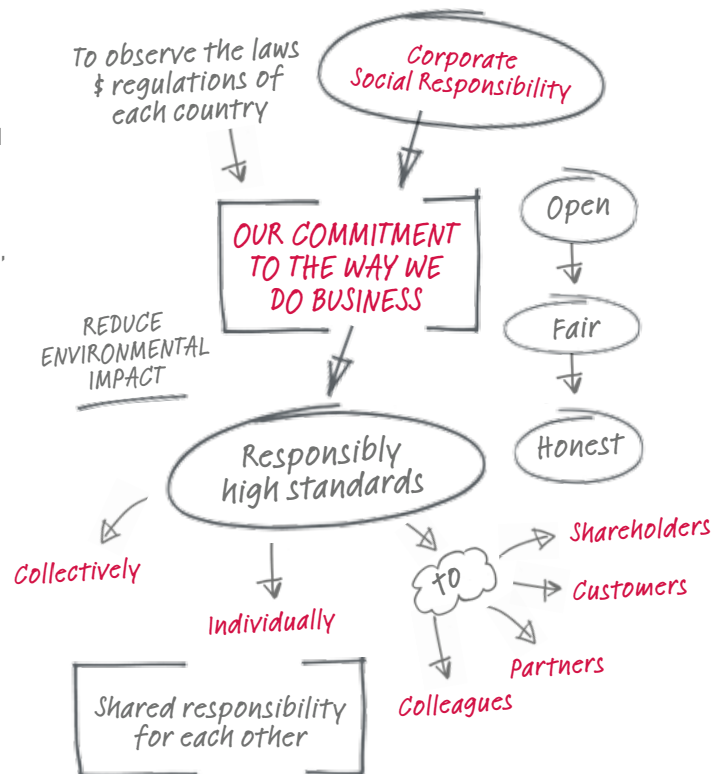 To observe the laws
& regulations of
each country
Corporate
Social Responsibility
OUR COMMITMENT
TO THE WAY WE
DO BUSINESS
Open
Fair
Honest
REDUCE
ENVIRONMENTAL
IMPACT
Responsibly
high standards
Collectively
Individually
to
Shareholders
Customers
Partners
Colleagues
Shared responsibility
for each other